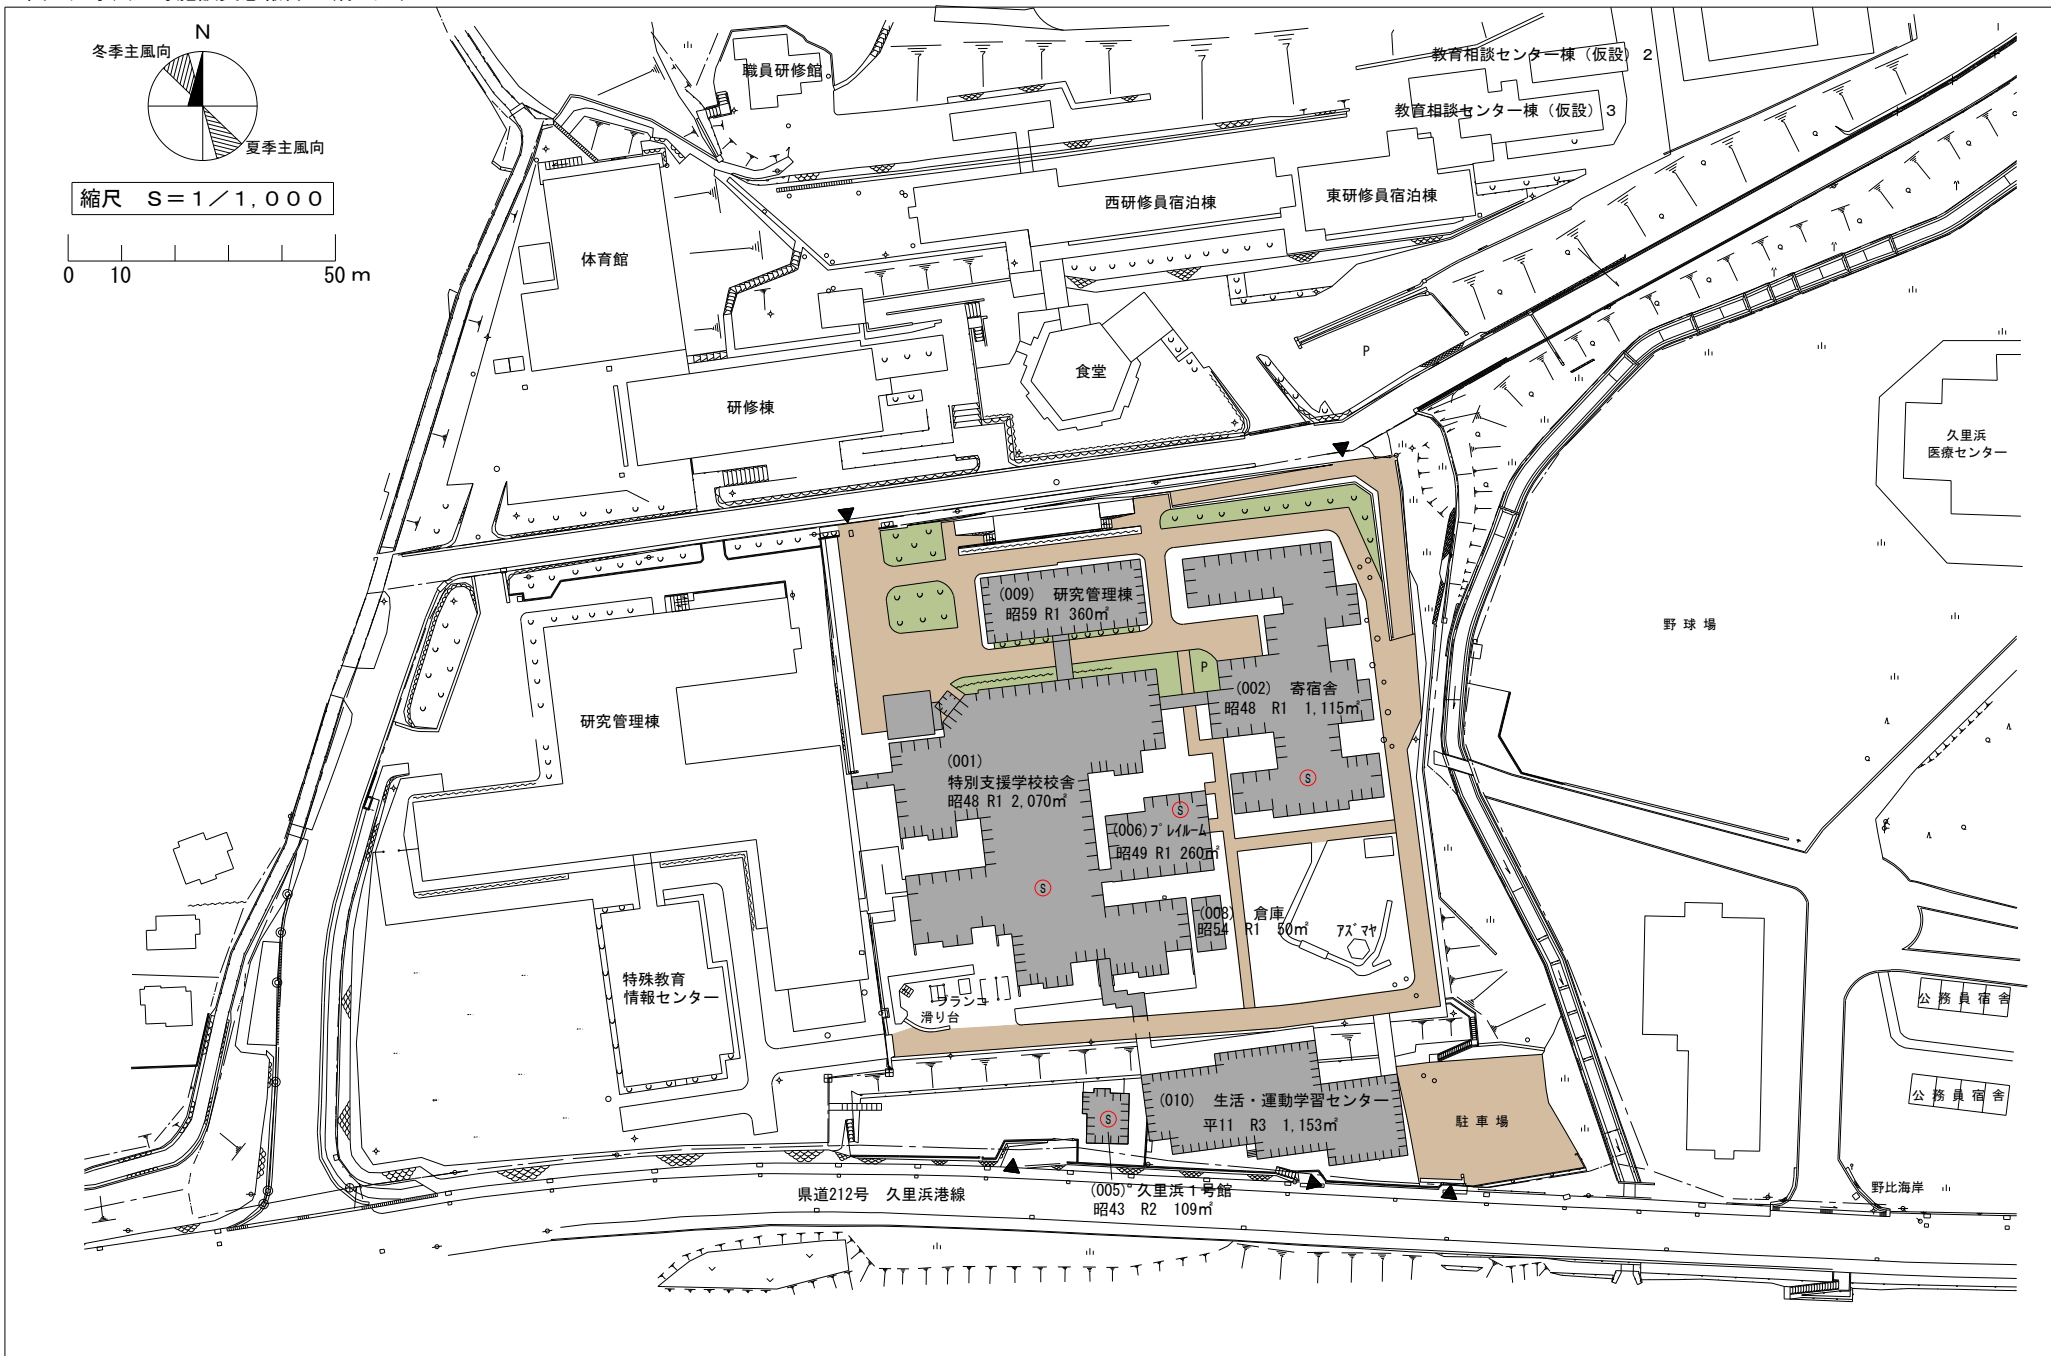 N
冬季主風向
夏季主風向
縮尺 S=1/1,000
0 10 50 m
職員研修館
教育相談センター棟(仮設)2
教育相談センター棟(仮設)3
西研修員宿泊棟
東研修員宿泊棟
体育館
研修棟
食堂
P
久里浜
医療センター
野球場
(009) 研究管理棟
昭59 R1 360㎡
P
(002) 寄宿舎
昭48 R1 1,115㎡
研究管理棟
(001)
特別支援学校校舎
昭48 R1 2,070㎡
S
(006)プレイルーム
昭49 R1 260㎡
S
S
(008) 倉庫
昭54 R1 50㎡
アズマヤ
特殊教育
情報センター
ブランコ
滑り台
公務員宿舎
公務員宿舎
(010) 生活・運動学習センター
平11 R3 1,153㎡
S
駐車場
(005) 久里浜1号館
昭43 R2 109㎡
県道212号 久里浜港線
野比海岸